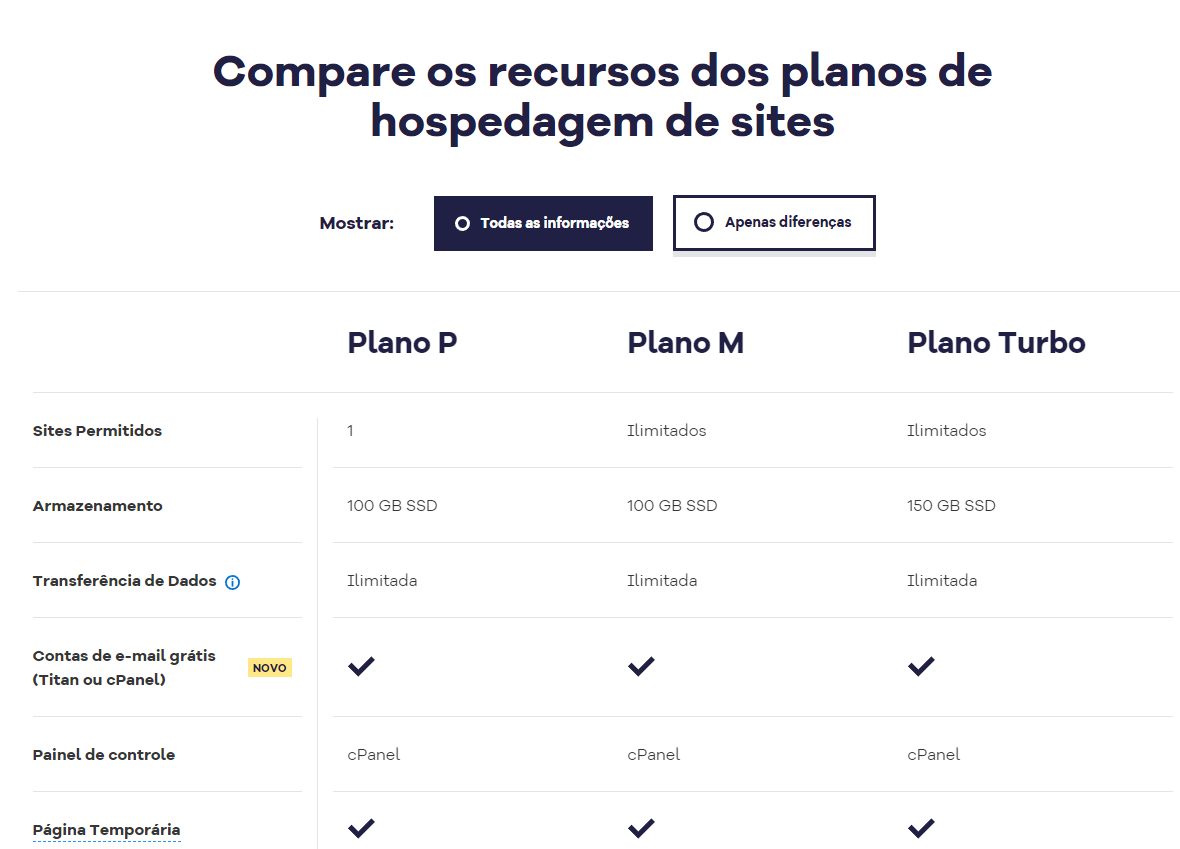 Compare os recursos dos planos de
hospedagem de sites
Mostrar: Todas as informações Apenas diferenças
Plano P Plano M Plano Turbo
Sites Permitidos 1 Ilimitados Ilimitados
Armazenamento 100 GB SSD 100 GB SSD 150 GB SSD
Transferência de Dados Ilimitada Ilimitada Ilimitada
Contas de e-mail grátis
(Titan ou cPanel) NOVO
Painel de controle cPanel cPanel cPanel
Página Temporária